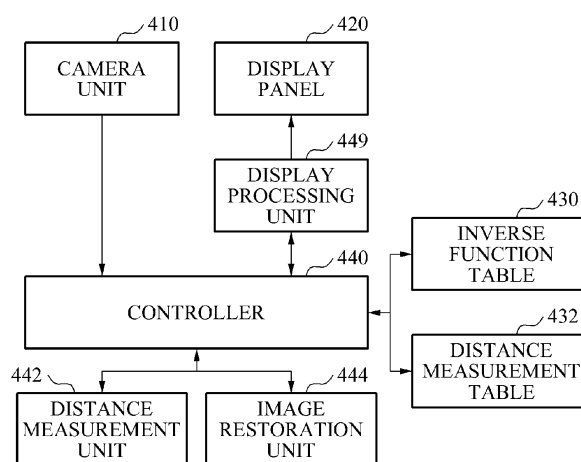 410
CAMERA
UNIT
420
DISPLAY
PANEL
449
DISPLAY
PROCESSING
UNIT
430
INVERSE
FUNCTION
TABLE
440
CONTROLLER
432
DISTANCE
MEASUREMENT
TABLE
442
DISTANCE
MEASUREMENT
UNIT
444
IMAGE
RESTORATION
UNIT